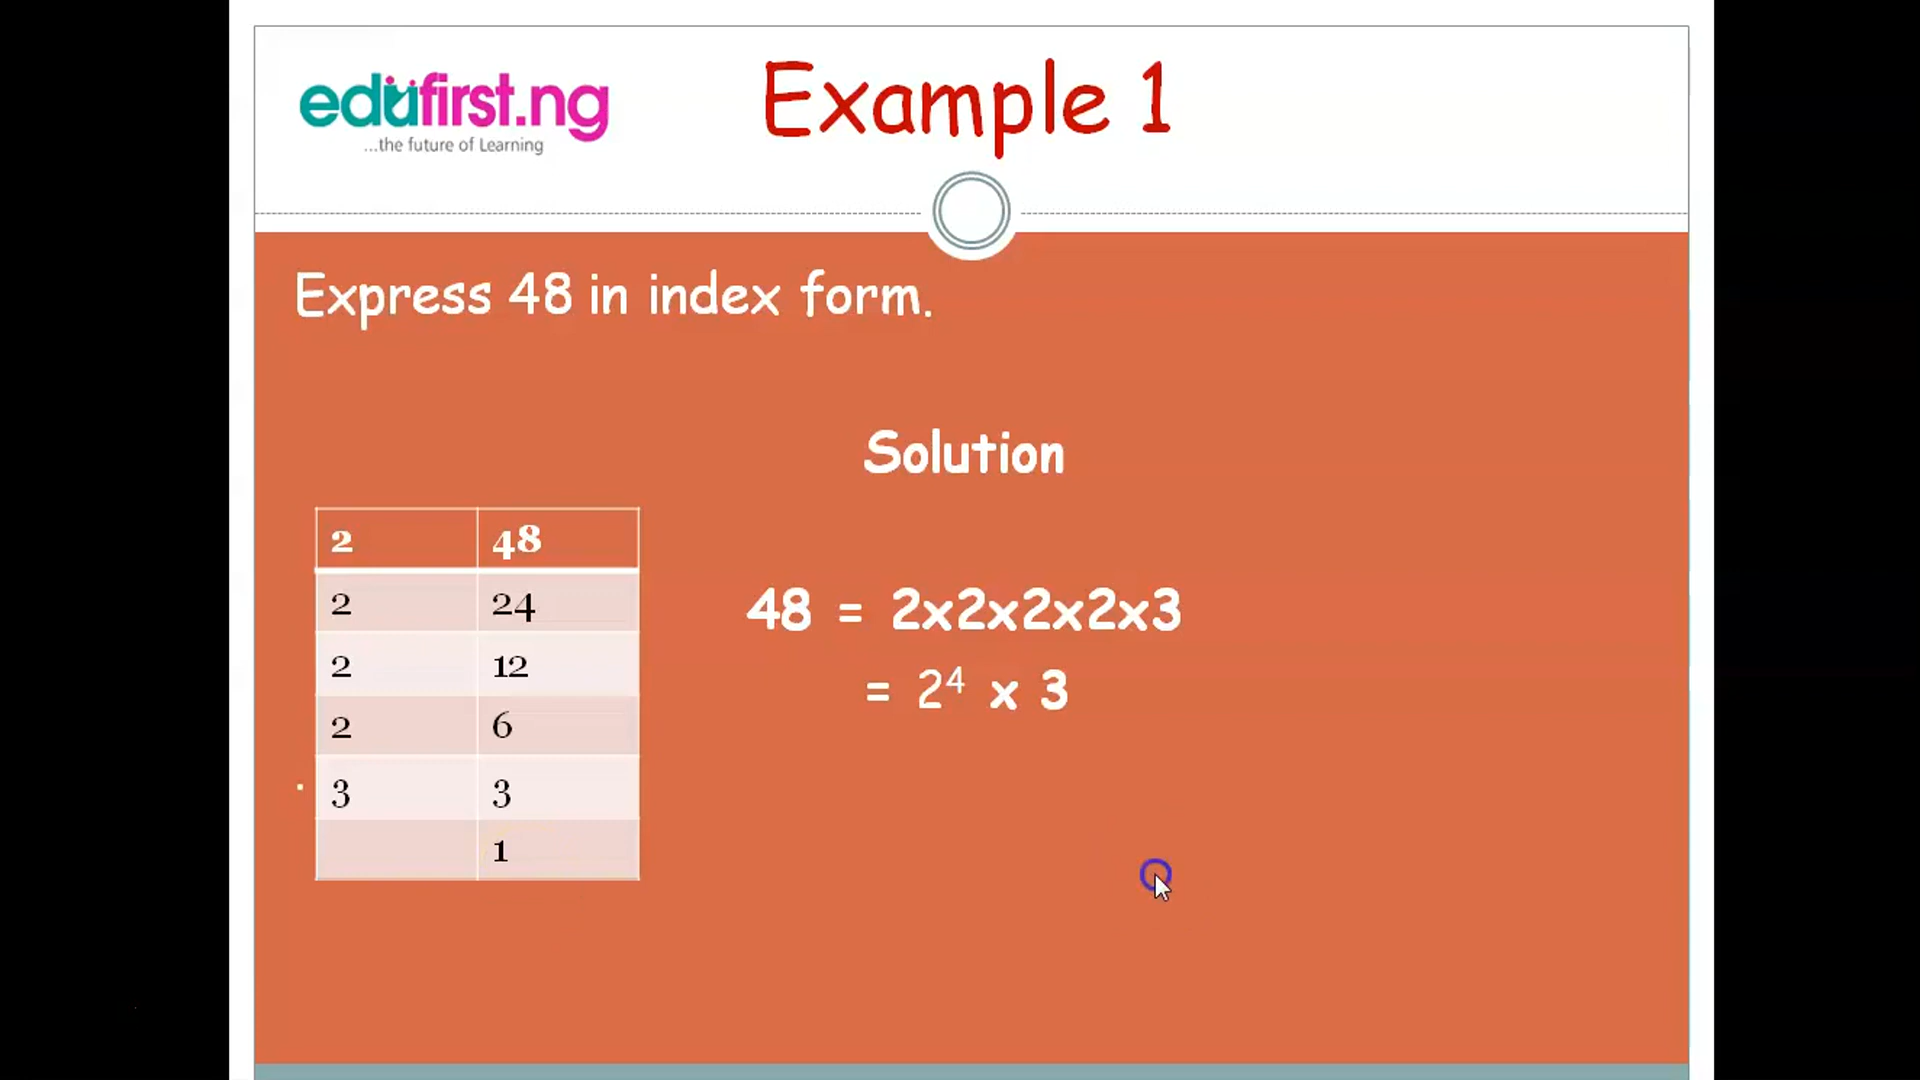 edufirst.ng
...the future of Learning
Example 1
Express 48 in index form.
Solution
2 48
2 24
2 12
2 6
3 3
1
48 = 2x2x2x2x3
= 2⁴ x 3